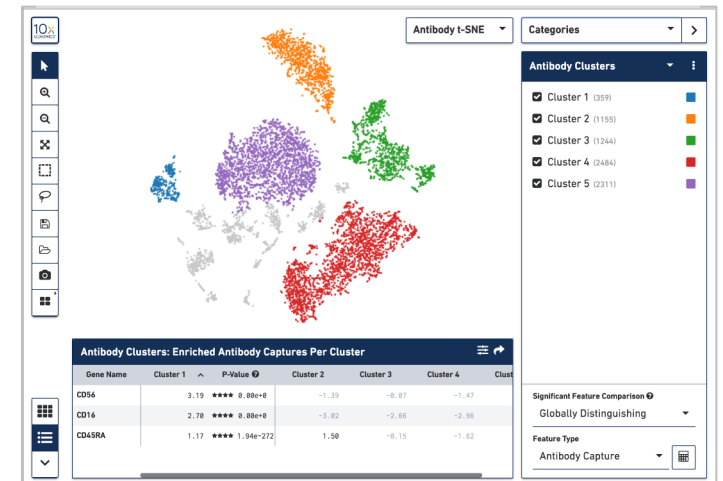 10x
GENOMICS
Antibody t-SNE
Categories
Antibody Clusters
Cluster 1 (359)
Cluster 2 (1155)
Cluster 3 (1244)
Cluster 4 (2484)
Cluster 5 (2311)
Antibody Clusters: Enriched Antibody Captures Per Cluster
Gene Name Cluster 1 P-Value Cluster 2 Cluster 3 Cluster 4 Clust
CD56 3.19 **** 0.00e+0 -1.39 -0.07 -1.47
CD16 2.70 **** 0.00e+0 -3.02 -2.66 -2.96
CD45RA 1.17 **** 1.94e-272 1.50 -0.15 -1.62
Significant Feature Comparison
Globally Distinguishing
Feature Type
Antibody Capture